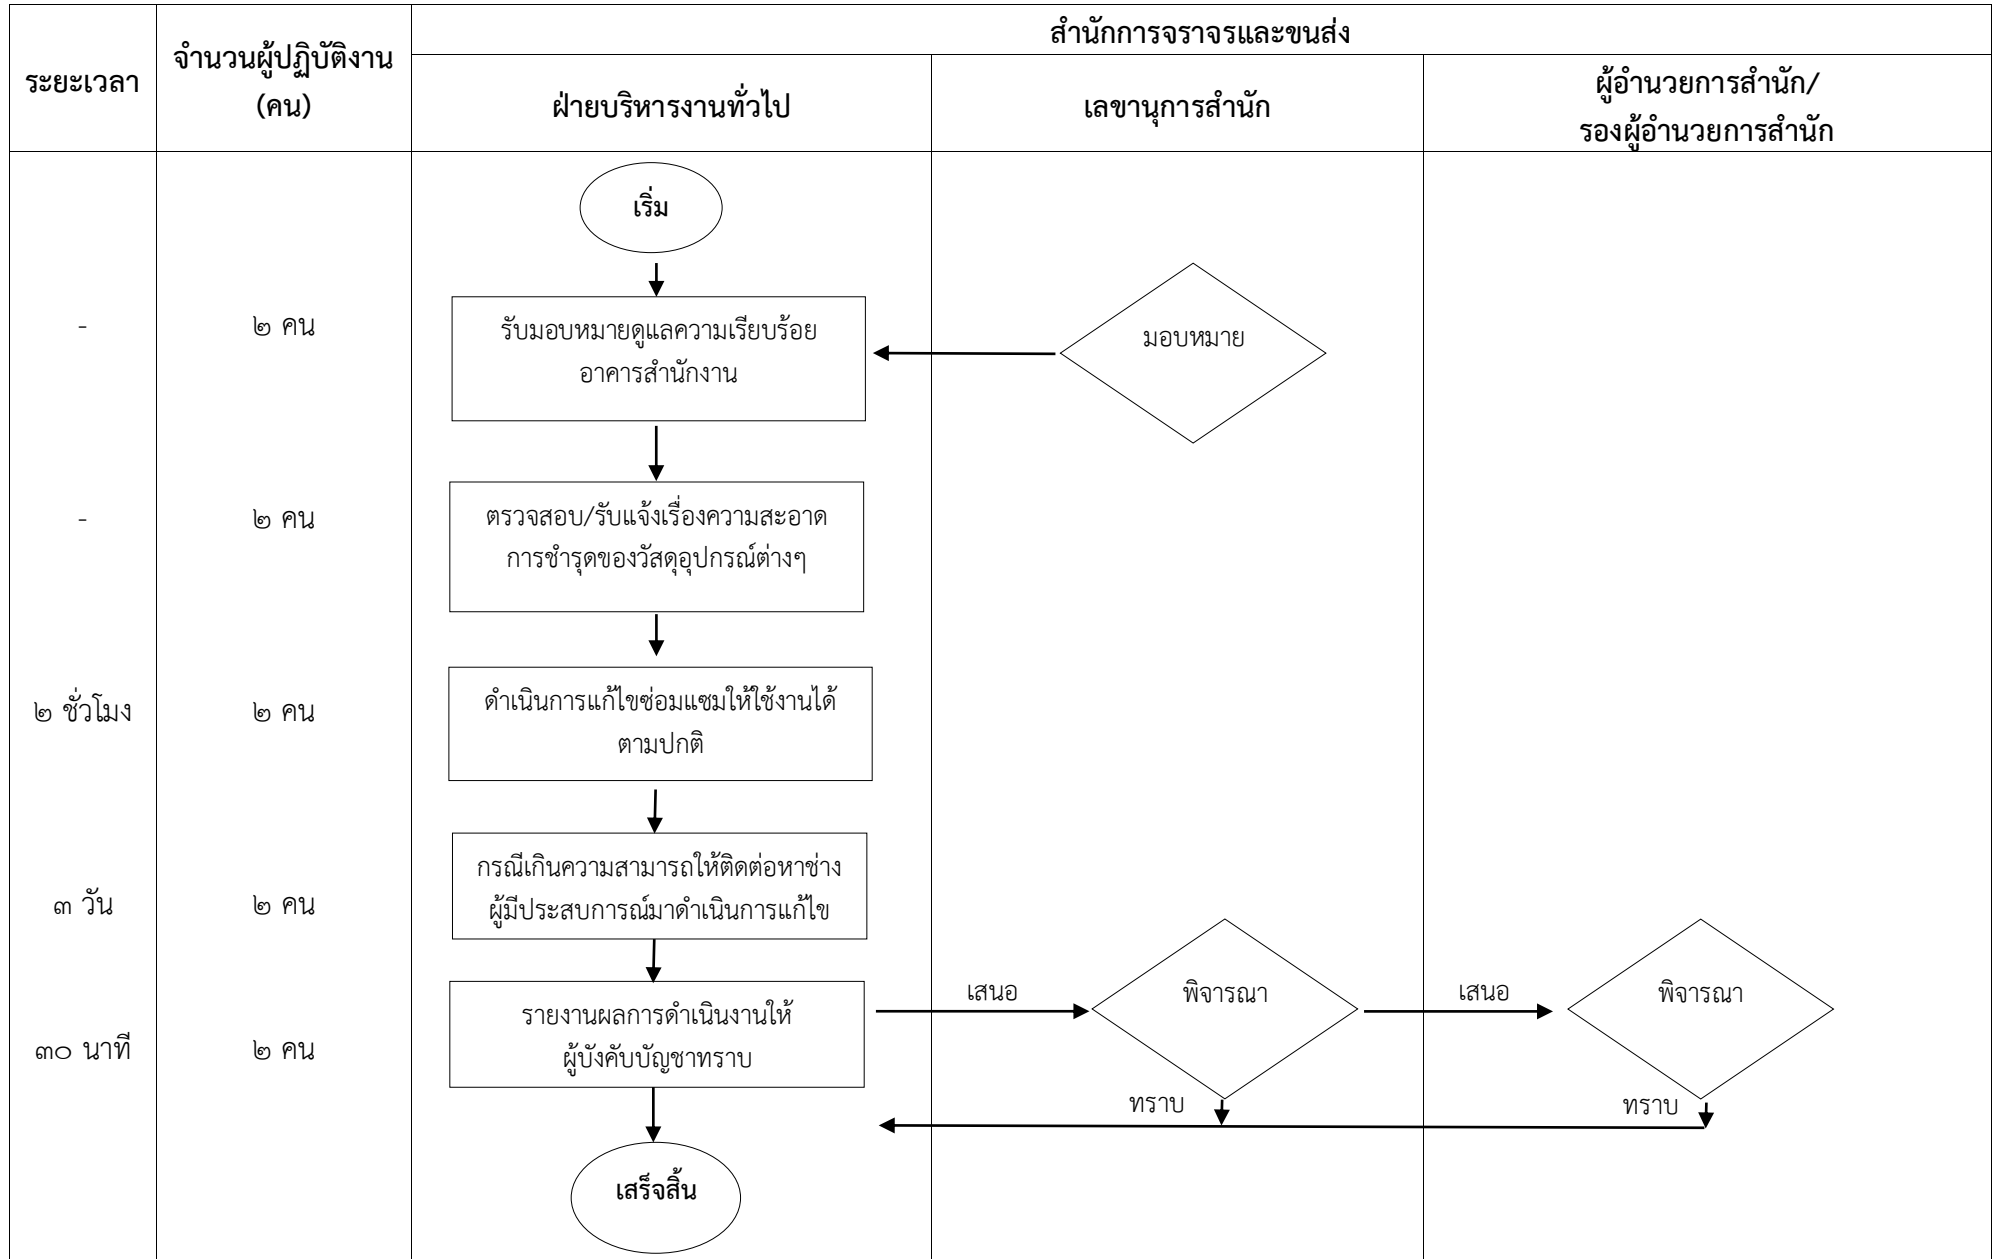 สำนักการจราจรและขนส่ง
ระยะเวลา
จำนวนผู้ปฏิบัติงาน
(คน)
ฝ่ายบริหารงานทั่วไป
เลขานุการสำนัก
ผู้อำนวยการสำนัก/
รองผู้อำนวยการสำนัก
เริ่ม
-
๒ คน
รับมอบหมายดูแลความเรียบร้อย
อาคารสำนักงาน
มอบหมาย
-
๒ คน
ตรวจสอบ/รับแจ้งเรื่องความสะอาด
การชำรุดของวัสดุอุปกรณ์ต่างๆ
๒ ชั่วโมง
๒ คน
ดำเนินการแก้ไขซ่อมแซมให้ใช้งานได้
ตามปกติ
๓ วัน
๒ คน
กรณีเกินความสามารถให้ติดต่อหาช่าง
ผู้มีประสบการณ์มาดำเนินการแก้ไข
๓๐ นาที
๒ คน
รายงานผลการดำเนินงานให้
ผู้บังคับบัญชาทราบ
เสนอ
พิจารณา
เสนอ
พิจารณา
ทราบ
ทราบ
เสร็จสิ้น